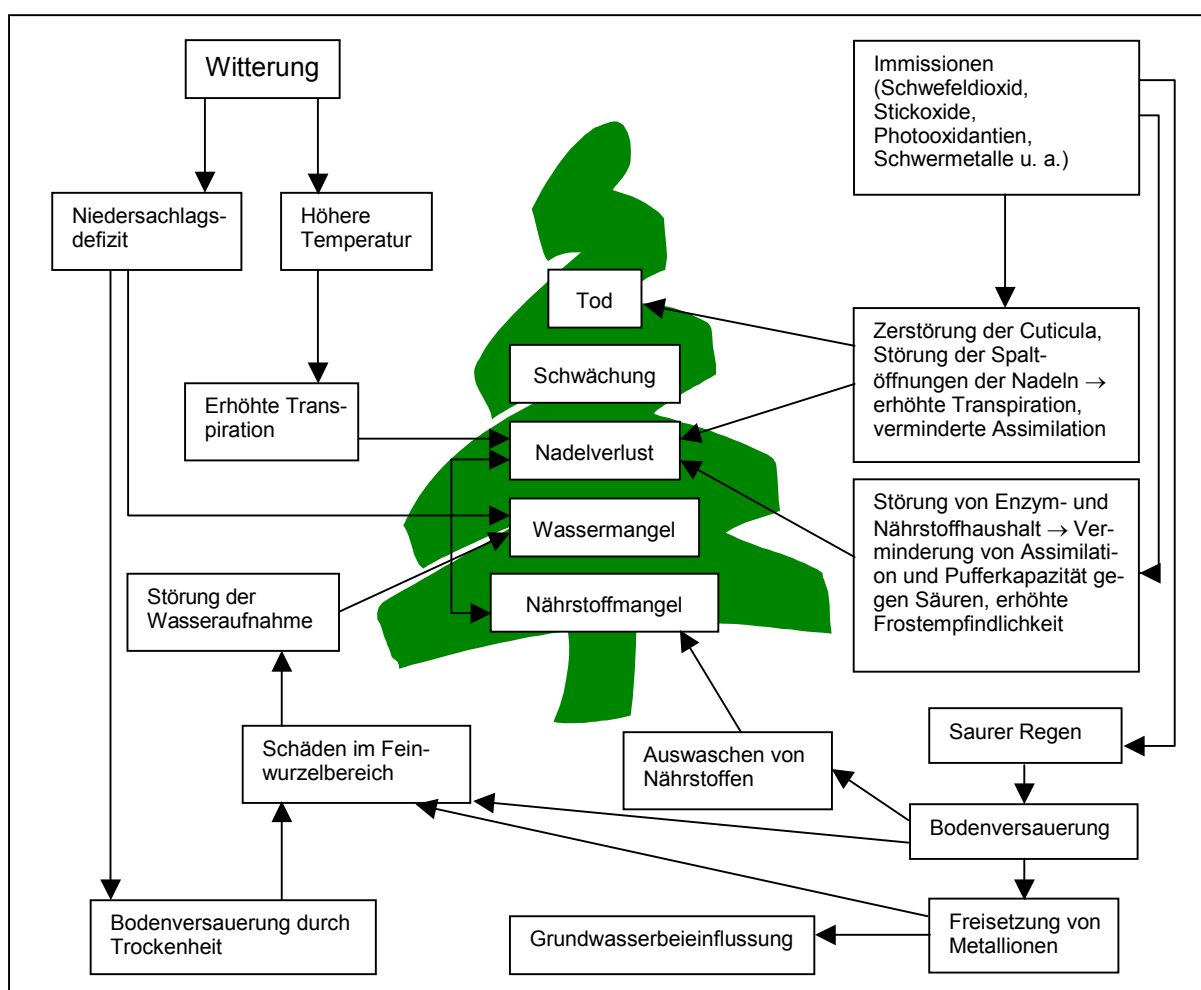 Witterung
Immissionen
(Schwefeldioxid,
Stickoxide,
Photooxidantien,
Schwermetalle u. a.)
Niedersachlags-
defizit
Höhere
Temperatur
Tod
Zerstörung der Cuticula,
Störung der Spalt-
öffnungen der Nadeln →
erhöhte Transpiration,
verminderte Assimilation
Schwächung
Erhöhte Trans-
piration
Nadelverlust
Wassermangel
Störung von Enzym- und
Nährstoffhaushalt → Ver-
minderung von Assimilati-
on und Pufferkapazität ge-
gen Säuren, erhöhte
Frostempfindlichkeit
Störung der
Wasseraufnahme
Nährstoffmangel
Schäden im Fein-
wurzelbereich
Auswaschen von
Nährstoffen
Saurer Regen
Bodenversauerung
Bodenversauerung durch
Trockenheit
Grundwasserbeieinflussung
Freisetzung von
Metallionen